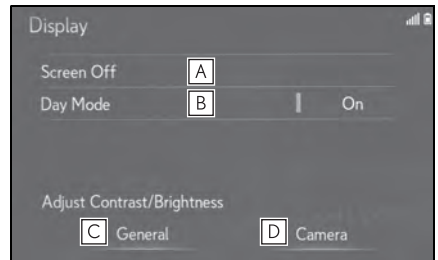 Display
Screen Off A
Day Mode B On
Adjust Contrast/Brightness
C General D Camera